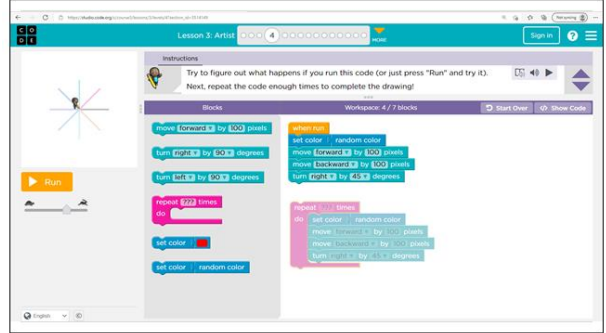 C O
D E
Lesson 3: Artist
4
MORE
Sign in
?
Instructions
Try to figure out what happens if you run this code (or just press "Run" and try it).
Next, repeat the code enough times to complete the drawing!
Blocks
Workspace: 4 / 7 blocks
Start Over
Show Code
Run
move forward by 100 pixels
turn right by 90 degrees
turn left by 90 degrees
repeat ??? times
do
set color
set color random color
when run
set color random color
move forward by 100 pixels
move backward by 100 pixels
turn right by 45 degrees
repeat ??? times
do set color random color
move forward by 100 pixels
move backward by 100 pixels
turn right by 45 degrees
English